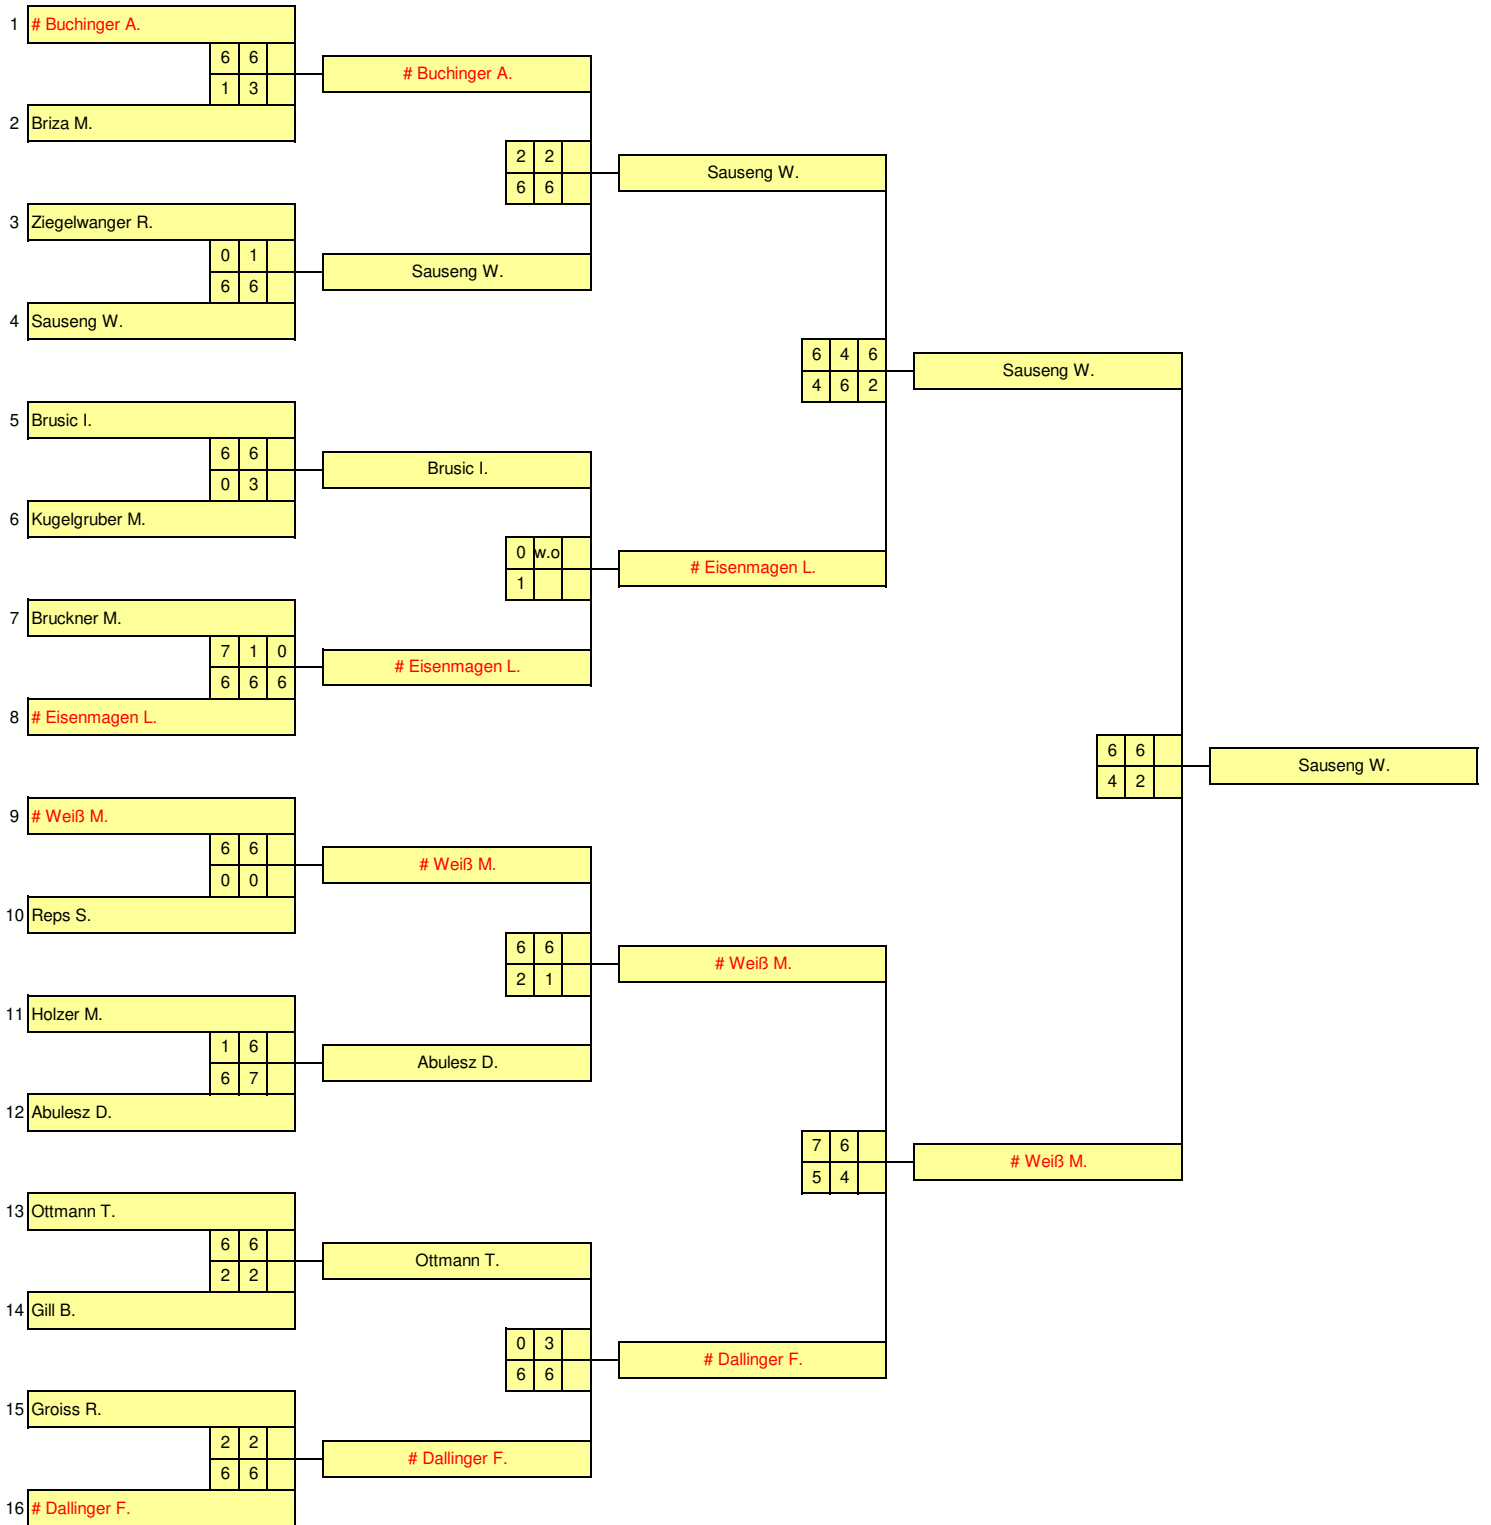 1 # Buchinger A.
6 6
# Buchinger A.
1 3
2 Briza M.
2 2
Sauseng W.
6 6
3 Ziegelwanger R.
0 1
Sauseng W.
6 6
4 Sauseng W.
6 4 6
Sauseng W.
4 6 2
5 Brusic I.
6 6
Brusic I.
0 3
6 Kugelgruber M.
0 w.o
# Eisenmagen L.
1
7 Bruckner M.
7 1 0
# Eisenmagen L.
6 6 6
8 # Eisenmagen L.
6 6
Sauseng W.
4 2
9 # Weiß M.
6 6
# Weiß M.
0 0
10 Reps S.
6 6
# Weiß M.
2 1
11 Holzer M.
1 6
Abulesz D.
6 7
12 Abulesz D.
7 6
# Weiß M.
5 4
13 Ottmann T.
6 6
Ottmann T.
2 2
14 Gill B.
0 3
# Dallinger F.
6 6
15 Groiss R.
2 2
# Dallinger F.
6 6
16 # Dallinger F.